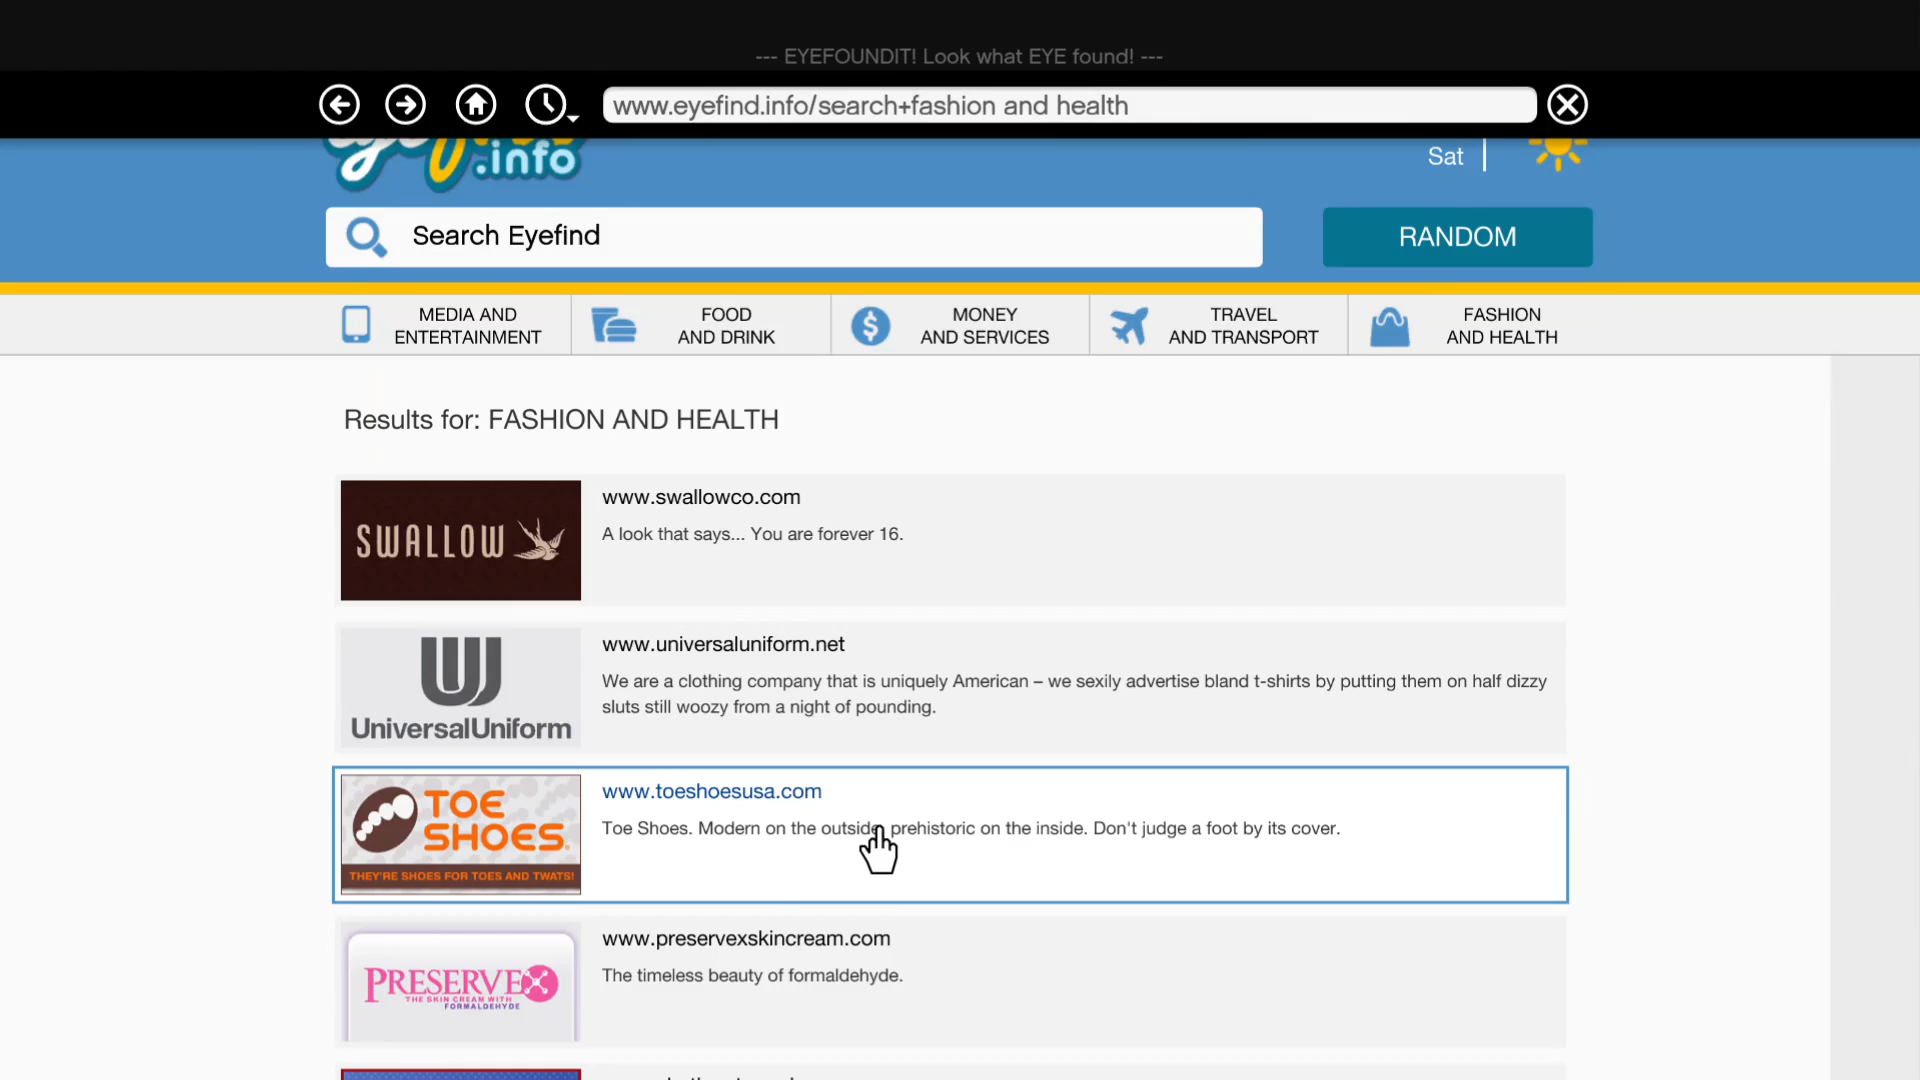 --- EYEFOUNDIT! Look what EYE found! ---
www.eyefind.info/search+fashion and health
.info
Sat
Search Eyefind
RANDOM
MEDIA AND
ENTERTAINMENT
FOOD
AND DRINK
MONEY
AND SERVICES
TRAVEL
AND TRANSPORT
FASHION
AND HEALTH
Results for: FASHION AND HEALTH
SWALLOW
www.swallowco.com
A look that says... You are forever 16.
UniversalUniform
www.universaluniform.net
We are a clothing company that is uniquely American – we sexily advertise bland t-shirts by putting them on half dizzy
sluts still woozy from a night of pounding.
TOE
SHOES.
THEY'RE SHOES FOR TOES AND TWATS!
www.toeshoesusa.com
Toe Shoes. Modern on the outside, prehistoric on the inside. Don't judge a foot by its cover.
PRESERVEX
THE SKIN CREAM WITH
FORMALDEHYDE
www.preservexskincream.com
The timeless beauty of formaldehyde.